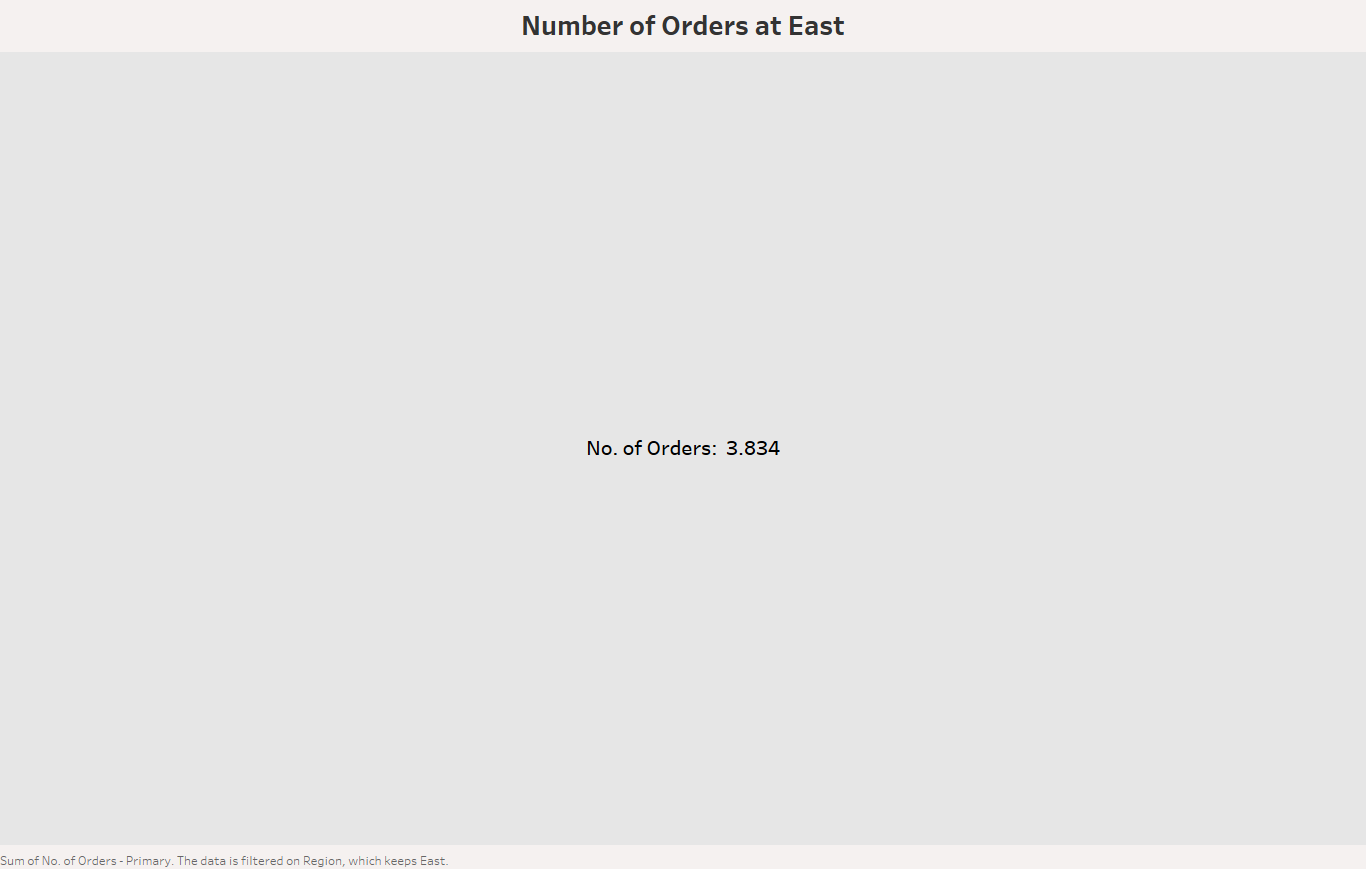 Number of Orders at East
No. of Orders: 3.834
Sum of No. of Orders - Primary. The data is filtered on Region, which keeps East.